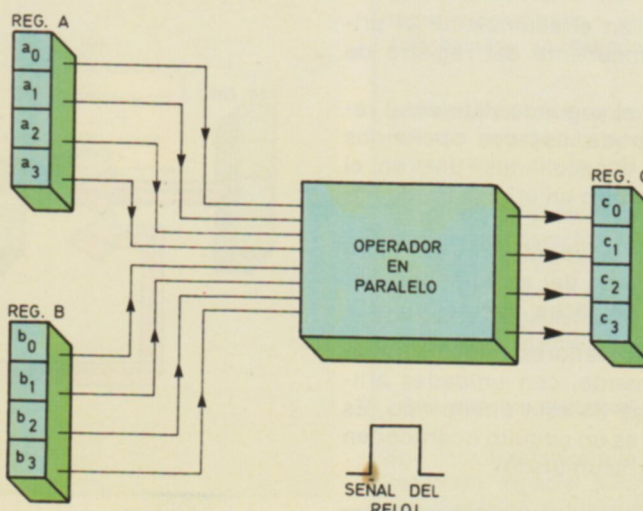 REG. A
a0
a1
a2
a3
REG. B
b0
b1
b2
b3
OPERADOR
EN
PARALELO
REG. C
c0
c1
c2
c3
SEÑAL DEL
RELOJ